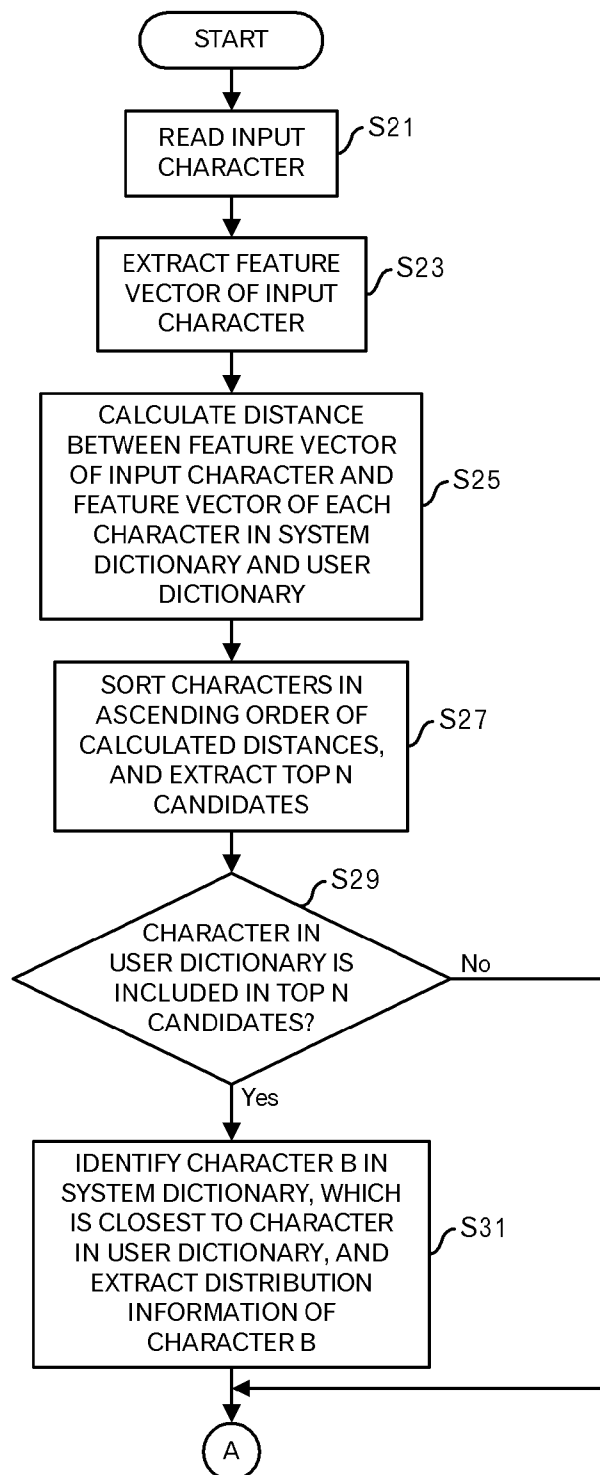 START
READ INPUT
CHARACTER
S21
EXTRACT FEATURE
VECTOR OF INPUT
CHARACTER
S23
CALCULATE DISTANCE
BETWEEN FEATURE VECTOR
OF INPUT CHARACTER AND
FEATURE VECTOR OF EACH
CHARACTER IN SYSTEM
DICTIONARY AND USER
DICTIONARY
S25
SORT CHARACTERS IN
ASCENDING ORDER OF
CALCULATED DISTANCES,
AND EXTRACT TOP N
CANDIDATES
S27
S29
CHARACTER IN
USER DICTIONARY IS
INCLUDED IN TOP N
CANDIDATES?
No
Yes
IDENTIFY CHARACTER B IN
SYSTEM DICTIONARY, WHICH
IS CLOSEST TO CHARACTER
IN USER DICTIONARY, AND
EXTRACT DISTRIBUTION
INFORMATION OF
CHARACTER B
S31
A